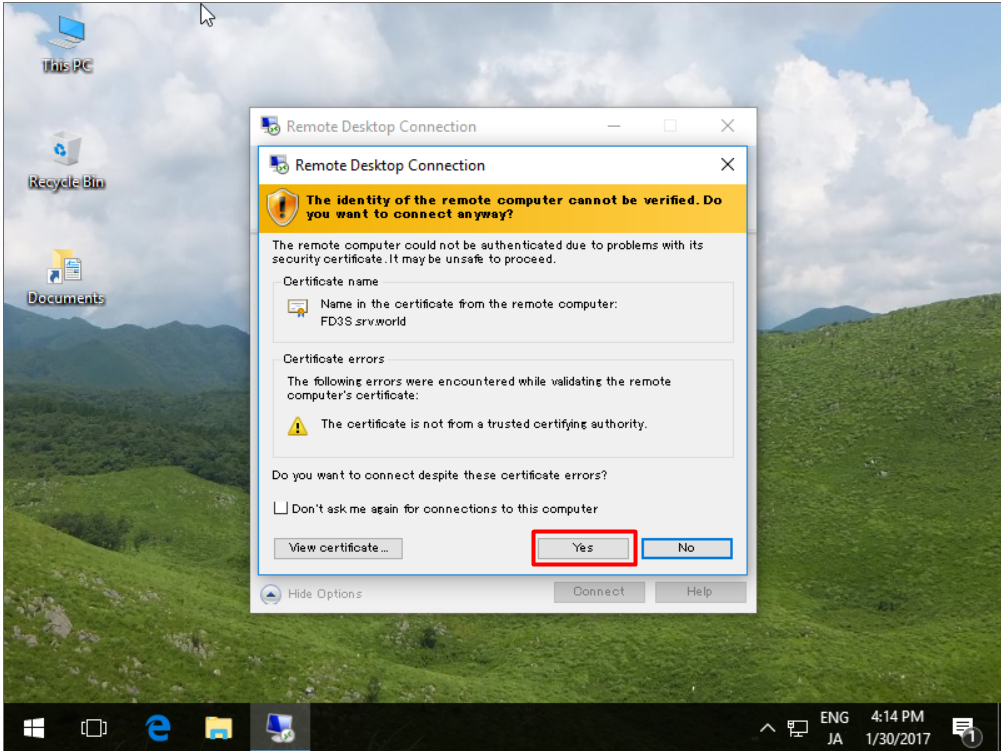 This PC
Recycle Bin
Documents
Remote Desktop Connection
Remote Desktop Connection
The identity of the remote computer cannot be verified. Do
you want to connect anyway?
The remote computer could not be authenticated due to problems with its
security certificate. It may be unsafe to proceed.
Certificate name
Name in the certificate from the remote computer:
FD3S.srv.world
Certificate errors
The following errors were encountered while validating the remote
computer's certificate:
The certificate is not from a trusted certifying authority.
Do you want to connect despite these certificate errors?
Don't ask me again for connections to this computer
View certificate...
Yes
No
Hide Options
Connect
Help
ENG
JA
4:14 PM
1/30/2017
1